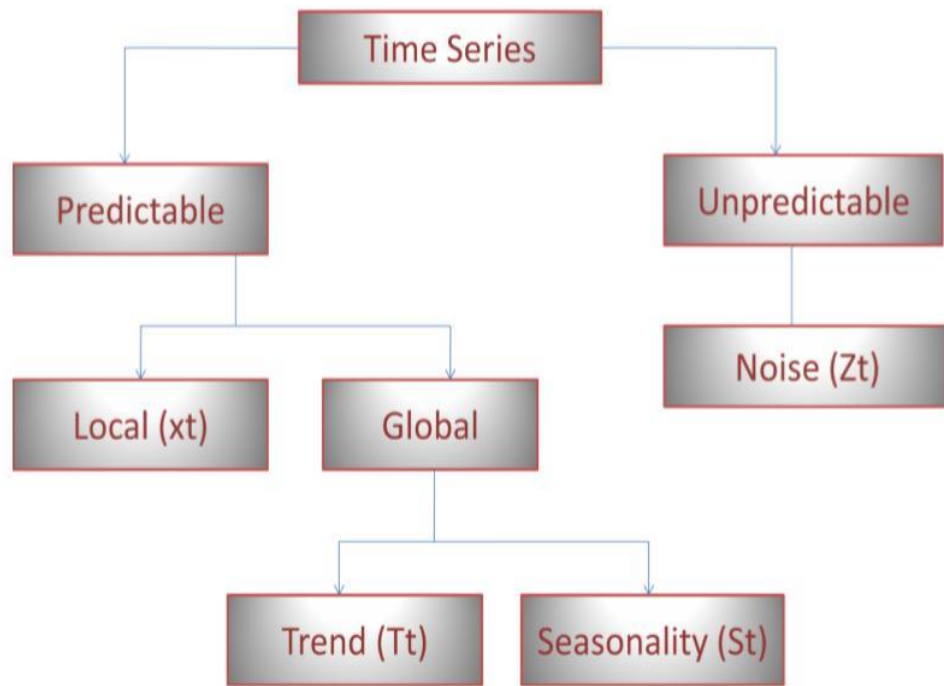 Time Series
Predictable
Unpredictable
Noise (Zt)
Local (xt)
Global
Trend (Tt)
Seasonality (St)